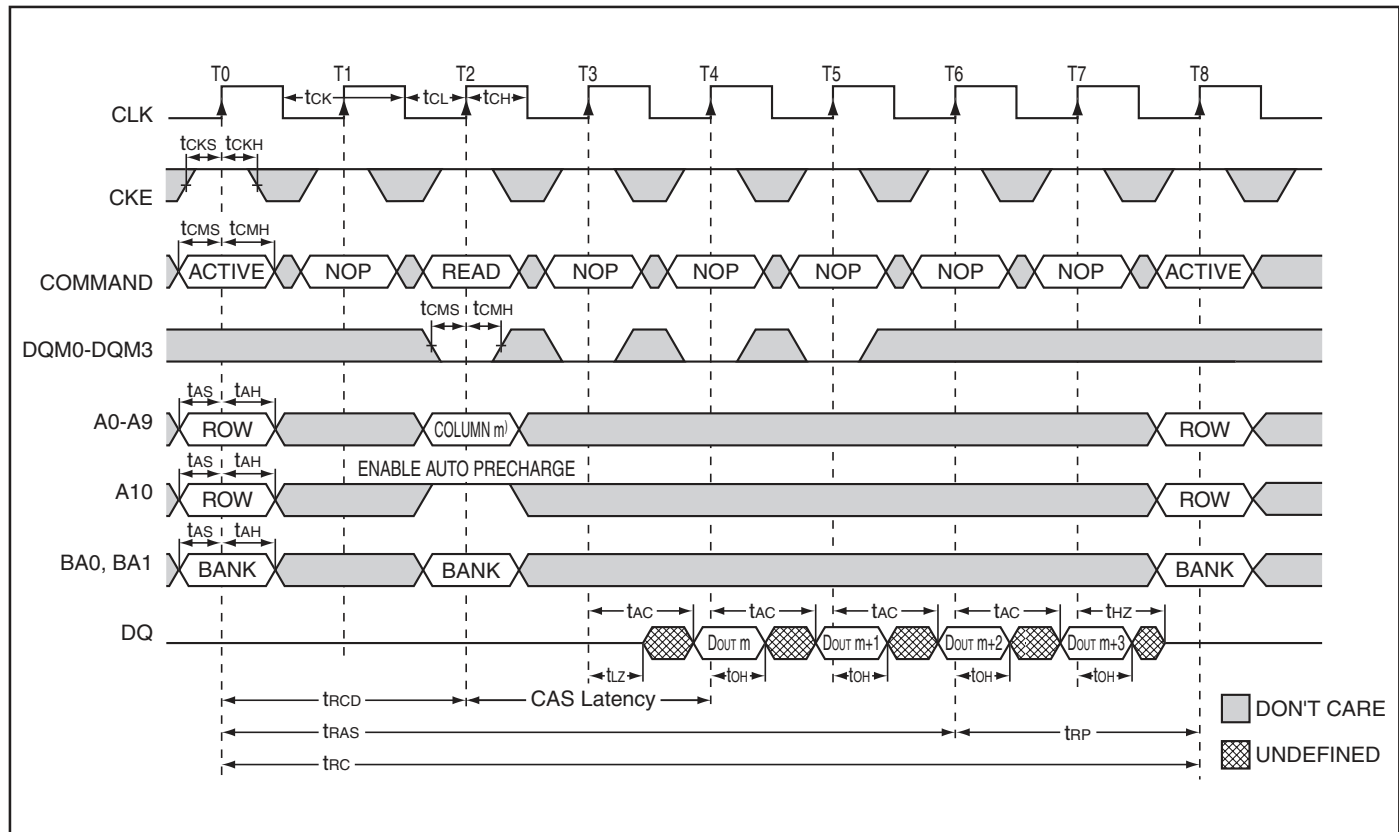 T0 T1 T2 T3 T4 T5 T6 T7 T8
tCK tCL tCH
CLK
tCKS tCKH
CKE
tCMS tCMH
COMMAND ACTIVE NOP READ NOP NOP NOP NOP NOP ACTIVE
tCMS tCMH
DQM0-DQM3
tAS tAH
A0-A9 ROW COLUMN m) ROW
tAS tAH ENABLE AUTO PRECHARGE
A10 ROW ROW
tAS tAH
BA0, BA1 BANK BANK BANK
tAC tAC tAC tAC tHZ
DQ DOUT m DOUT m+1 DOUT m+2 DOUT m+3
tLZ tOH tOH tOH tOH
tRCD CAS Latency
DON'T CARE
tRAS tRP
UNDEFINED
tRC